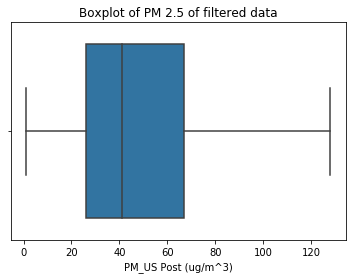 Boxplot of PM 2.5 of filtered data
0 20 40 60 80 100 120
PM_US Post (ug/m^3)